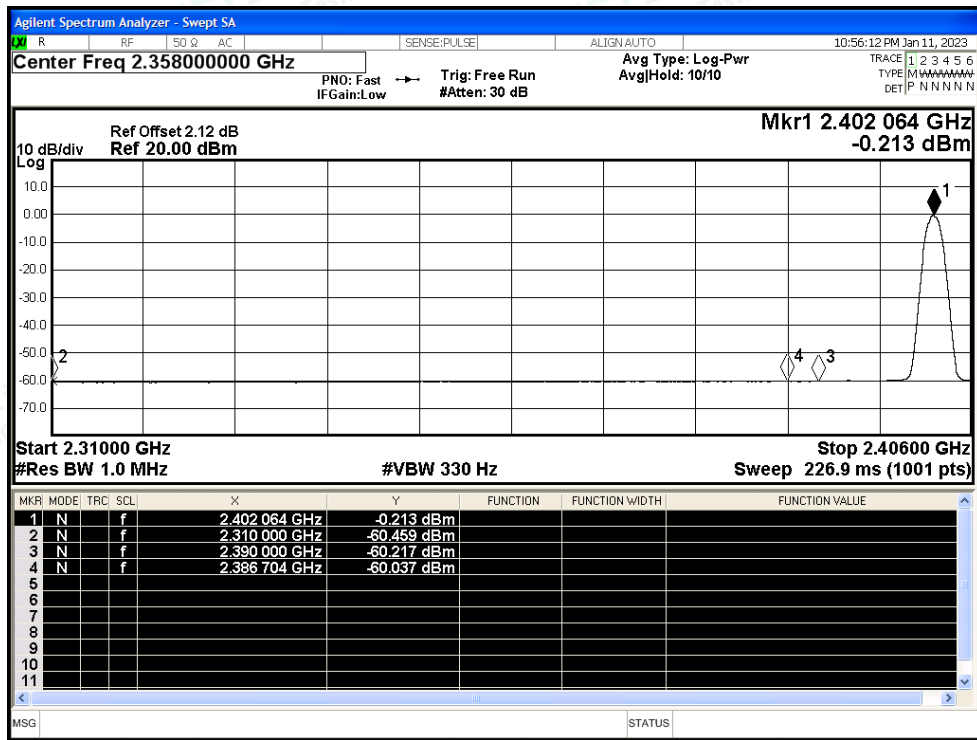 Agilent Spectrum Analyzer - Swept SA
LXI R RF 50 Ω AC SENSE:PULSE ALIGN AUTO 10:56:12 PM Jan 11, 2023
Center Freq 2.358000000 GHz
PNO: Fast
IFGain:Low
Trig: Free Run
#Atten: 30 dB
Avg Type: Log-Pwr
Avg|Hold: 10/10
TRACE 1 2 3 4 5 6
TYPE MWWWWW
DET P N N N N N
Mkr1 2.402 064 GHz
-0.213 dBm
Ref Offset 2.12 dB
10 dB/div Ref 20.00 dBm
Log
10.0
0.00
-10.0
-20.0
-30.0
-40.0
-50.0
-60.0
-70.0
1
2
4
3
Start 2.31000 GHz Stop 2.40600 GHz
#Res BW 1.0 MHz #VBW 330 Hz Sweep 226.9 ms (1001 pts)
MKR MODE TRC SCL X Y FUNCTION FUNCTION WIDTH FUNCTION VALUE
1 N f 2.402 064 GHz -0.213 dBm
2 N f 2.310 000 GHz -60.459 dBm
3 N f 2.390 000 GHz -60.217 dBm
4 N f 2.386 704 GHz -60.037 dBm
5
6
7
8
9
10
11
MSG STATUS